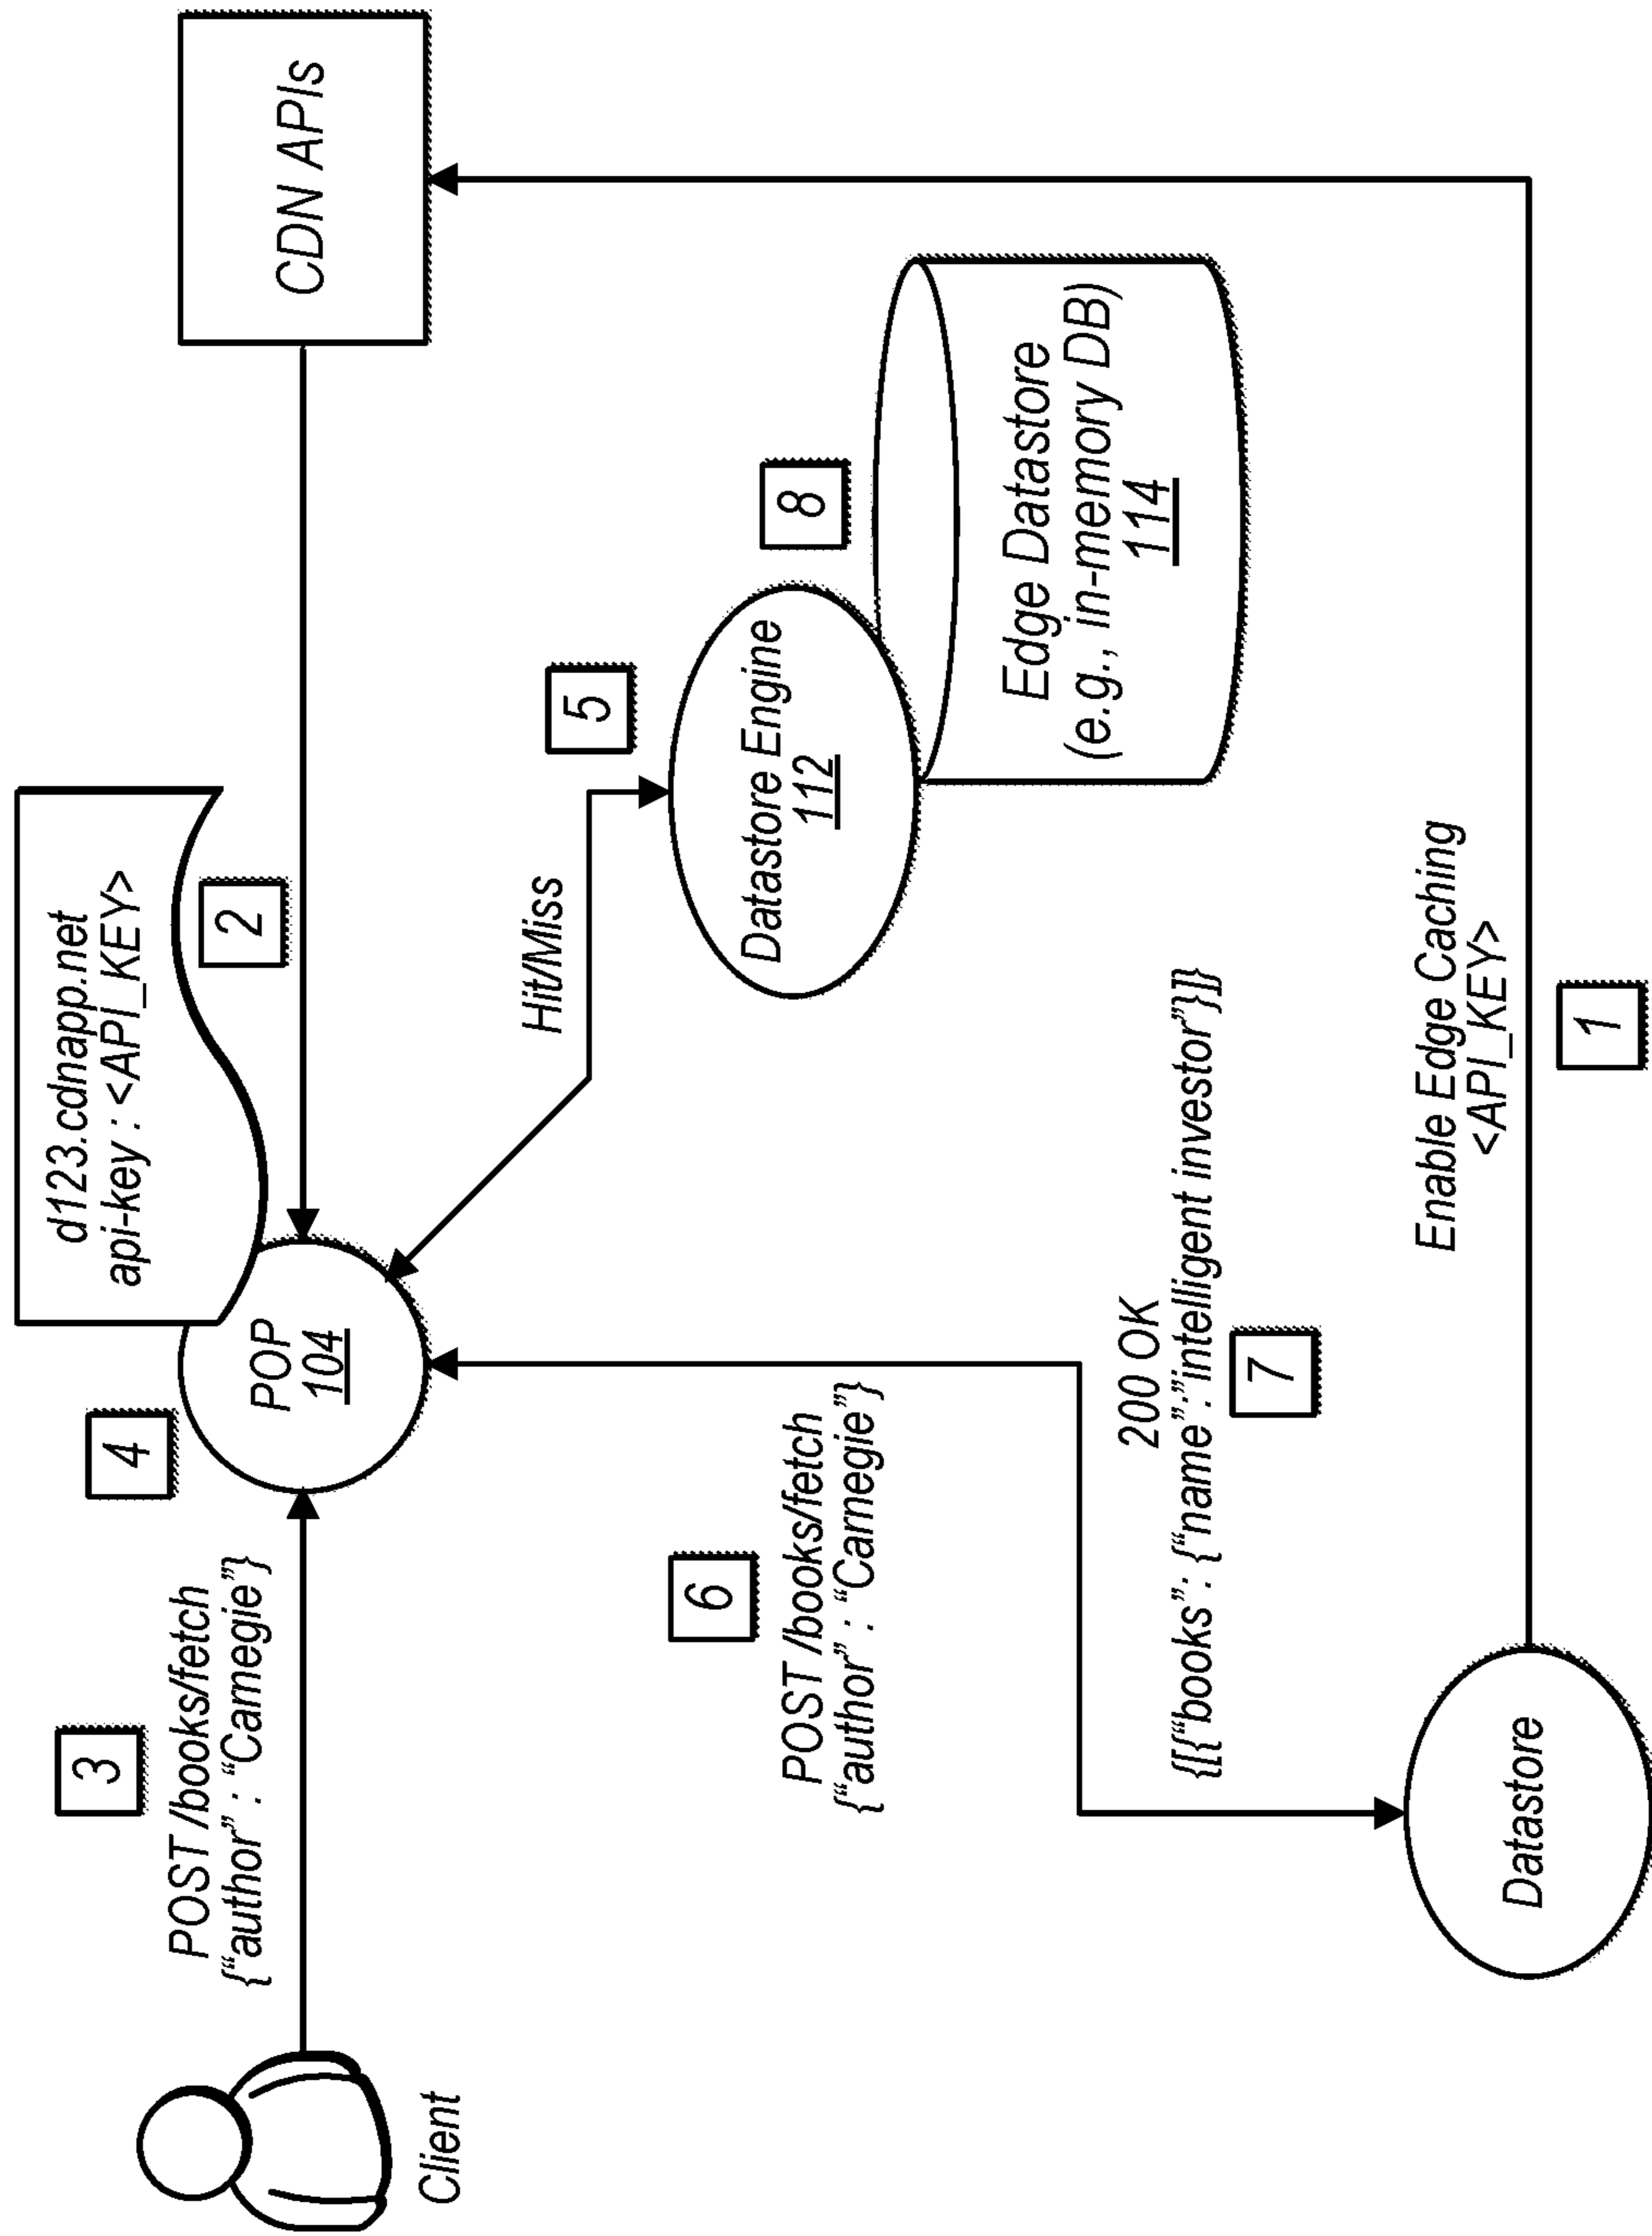 3
POST /books/fetch
{“author” : “Carnegie”}
Client
4
POP
104
d123.cdnapp.net
api-key : <API_KEY>
2
CDN APIs
Hit/Miss
5
Datastore Engine
112
8
Edge Datastore
(e.g., in-memory DB)
114
6
POST /books/fetch
{“author” : “Carnegie”}
200 OK
{[{“books”: {“name”:”intelligent investor”}]}
7
Datastore
Enable Edge Caching
<API_KEY>
1